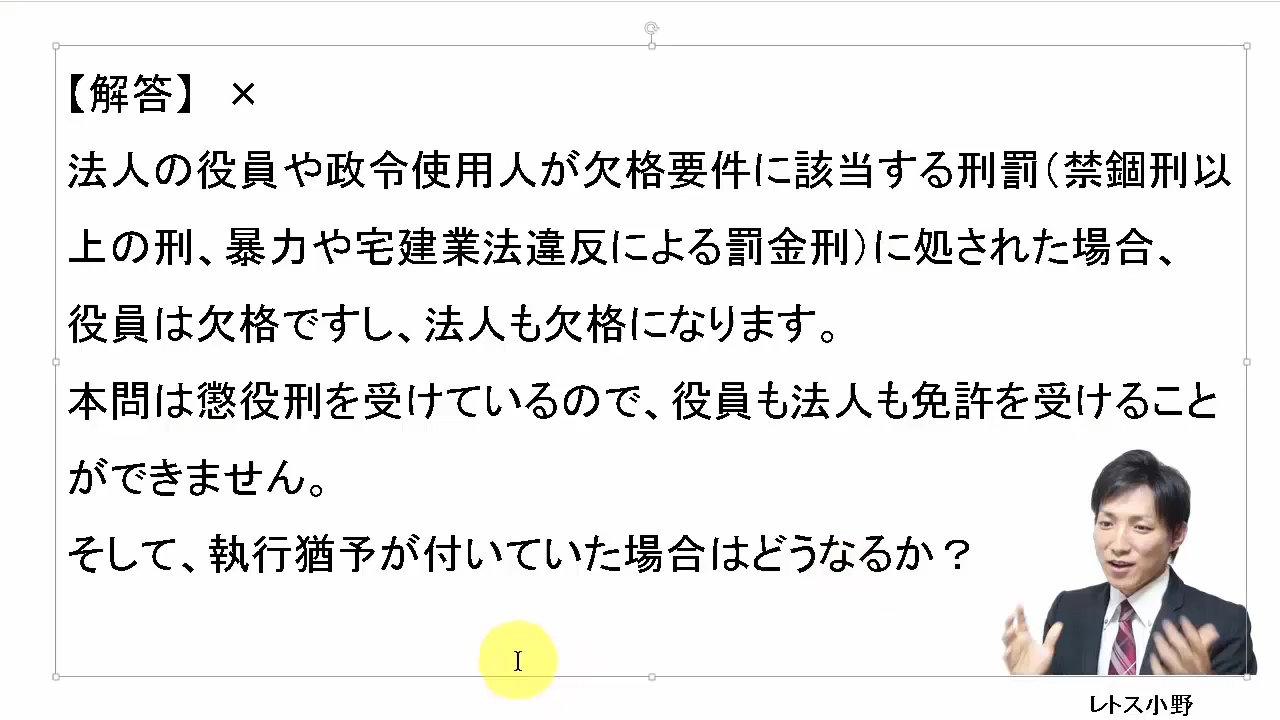 【解答】 ×
法人の役員や政令使用人が欠格要件に該当する刑罰（禁錮刑以
上の刑、暴力や宅建業法違反による罰金刑）に処された場合、
役員は欠格ですし、法人も欠格になります。
本問は懲役刑を受けているので、役員も法人も免許を受けること
ができません。
そして、執行猶予が付いていた場合はどうなるか？
レトス小野